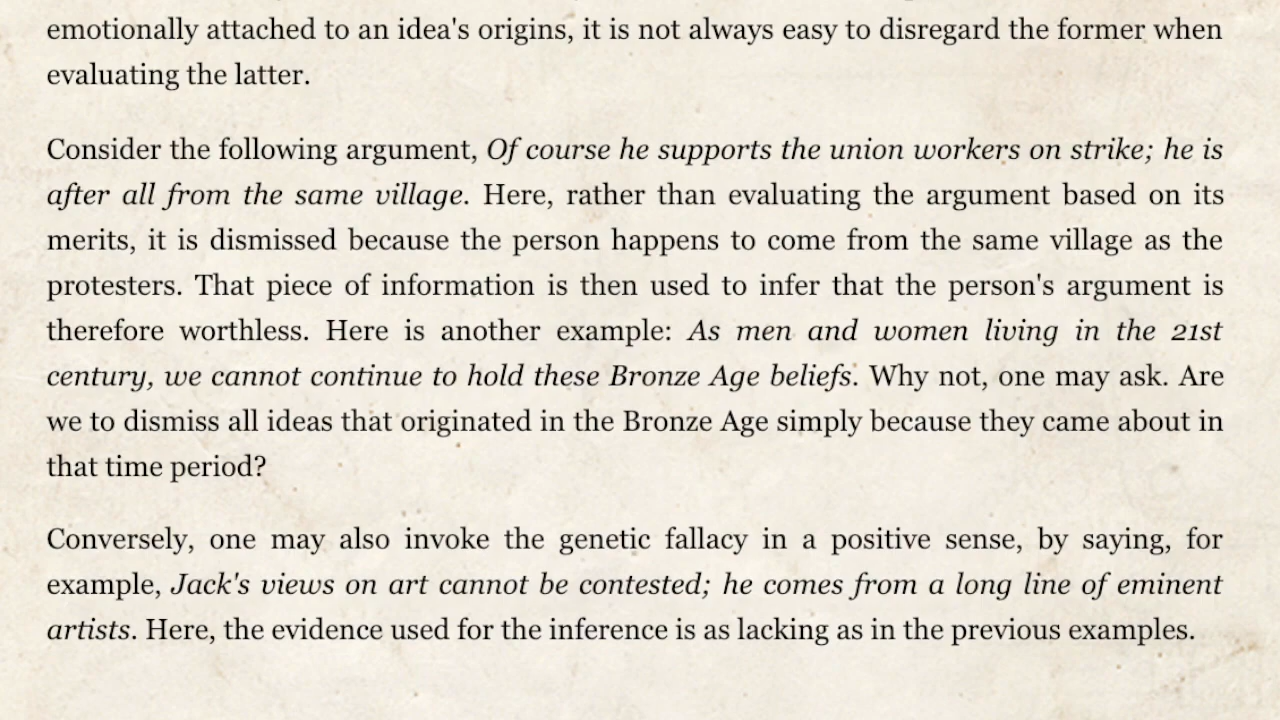 emotionally attached to an idea's origins, it is not always easy to disregard the former when
evaluating the latter.
Consider the following argument, Of course he supports the union workers on strike; he is
after all from the same village. Here, rather than evaluating the argument based on its
merits, it is dismissed because the person happens to come from the same village as the
protesters. That piece of information is then used to infer that the person's argument is
therefore worthless. Here is another example: As men and women living in the 21st
century, we cannot continue to hold these Bronze Age beliefs. Why not, one may ask. Are
we to dismiss all ideas that originated in the Bronze Age simply because they came about in
that time period?
Conversely, one may also invoke the genetic fallacy in a positive sense, by saying, for
example, Jack's views on art cannot be contested; he comes from a long line of eminent
artists. Here, the evidence used for the inference is as lacking as in the previous examples.